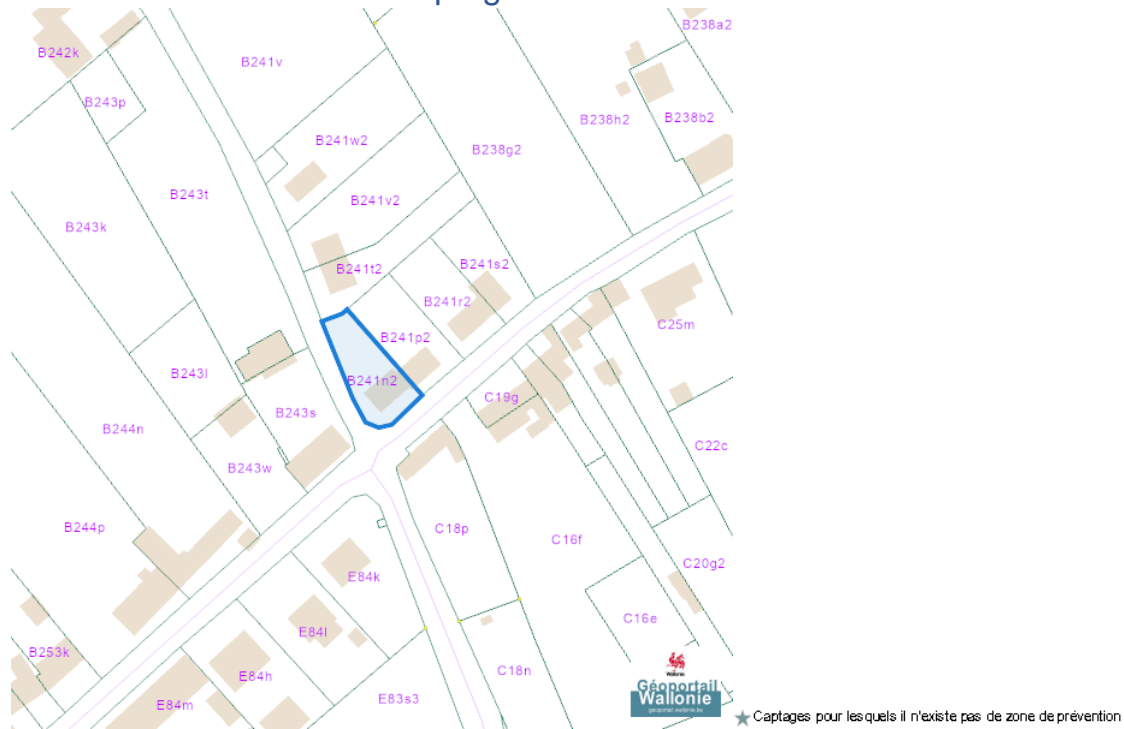 B238a2
B242k
B241v
B243p
B238h2
B238b2
B241w2
B238g2
B243t
B241v2
B243k
B241t2
B241s2
B241r2
C25m
B241p2
B243l
B241n2
C19g
B243s
B244n
C22c
B243w
B244p
C18p
C16f
C20g2
E84k
C16e
E84l
B253k
E84h
C18n
E83s3
E84m
Wallonie
Géoportail
Wallonie
geoportail.wallonie.be
Captages pour lesquels il n'existe pas de zone de prévention